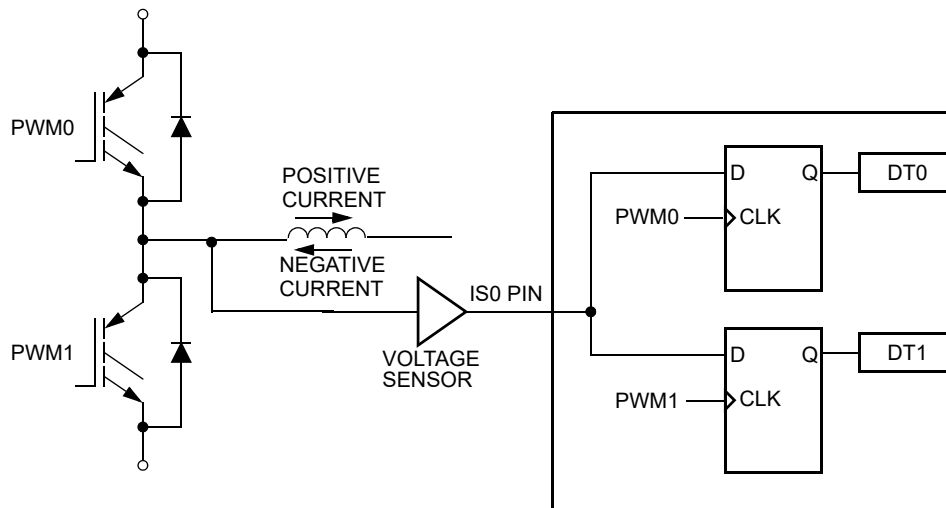 PWM0
POSITIVE
CURRENT
NEGATIVE
CURRENT
PWM1
VOLTAGE
SENSOR
IS0 PIN
D
Q
DT0
PWM0
CLK
D
Q
DT1
PWM1
CLK